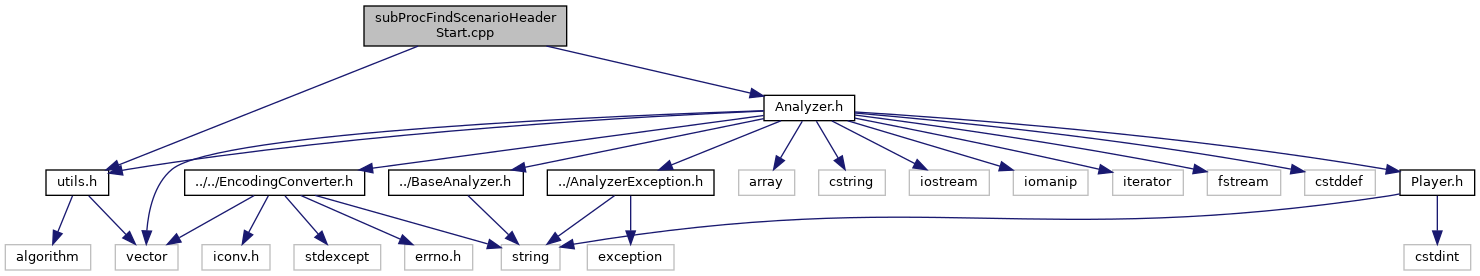 subProcFindScenarioHeader
Start.cpp
Analyzer.h
utils.h
../../EncodingConverter.h
../BaseAnalyzer.h
../AnalyzerException.h
array
cstring
iostream
iomanip
iterator
fstream
cstddef
Player.h
algorithm
vector
iconv.h
stdexcept
errno.h
string
exception
cstdint